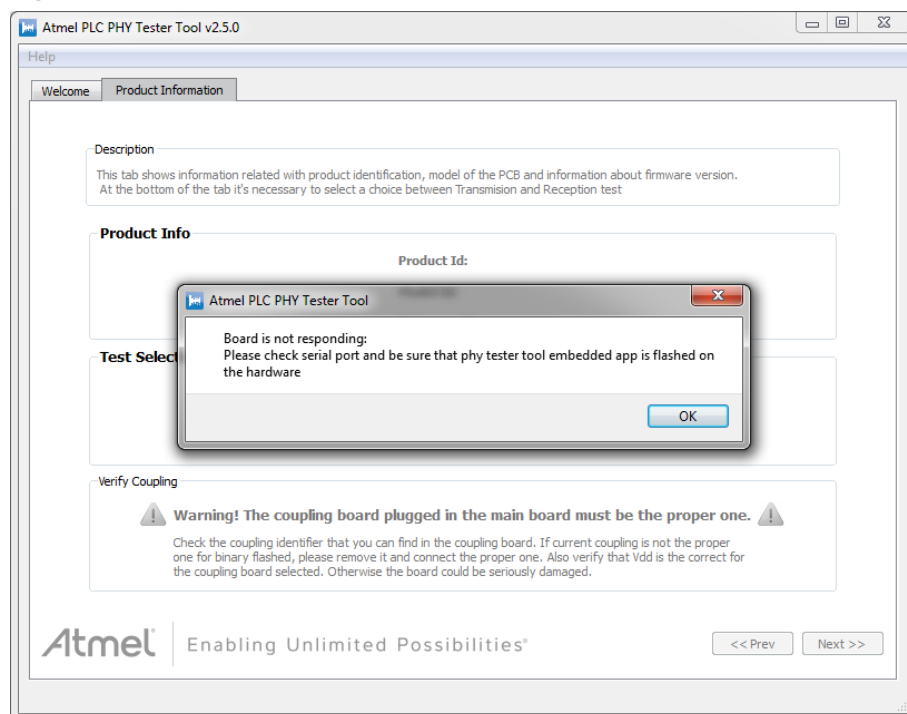 Atmel PLC PHY Tester Tool v2.5.0
Help
Welcome
Product Information
Description
This tab shows information related with product identification, model of the PCB and information about firmware version.
At the bottom of the tab it's necessary to select a choice between Transmision and Reception test
Product Info
Product Id:
Atmel PLC PHY Tester Tool
Board is not responding:
Please check serial port and be sure that phy tester tool embedded app is flashed on
the hardware
OK
Test Selec
Verify Coupling
Warning! The coupling board plugged in the main board must be the proper one.
Check the coupling identifier that you can find in the coupling board. If current coupling is not the proper
one for binary flashed, please remove it and connect the proper one. Also verify that Vdd is the correct for
the coupling board selected. Otherwise the board could be seriously damaged.
Atmel
Enabling Unlimited Possibilities®
<< Prev
Next >>